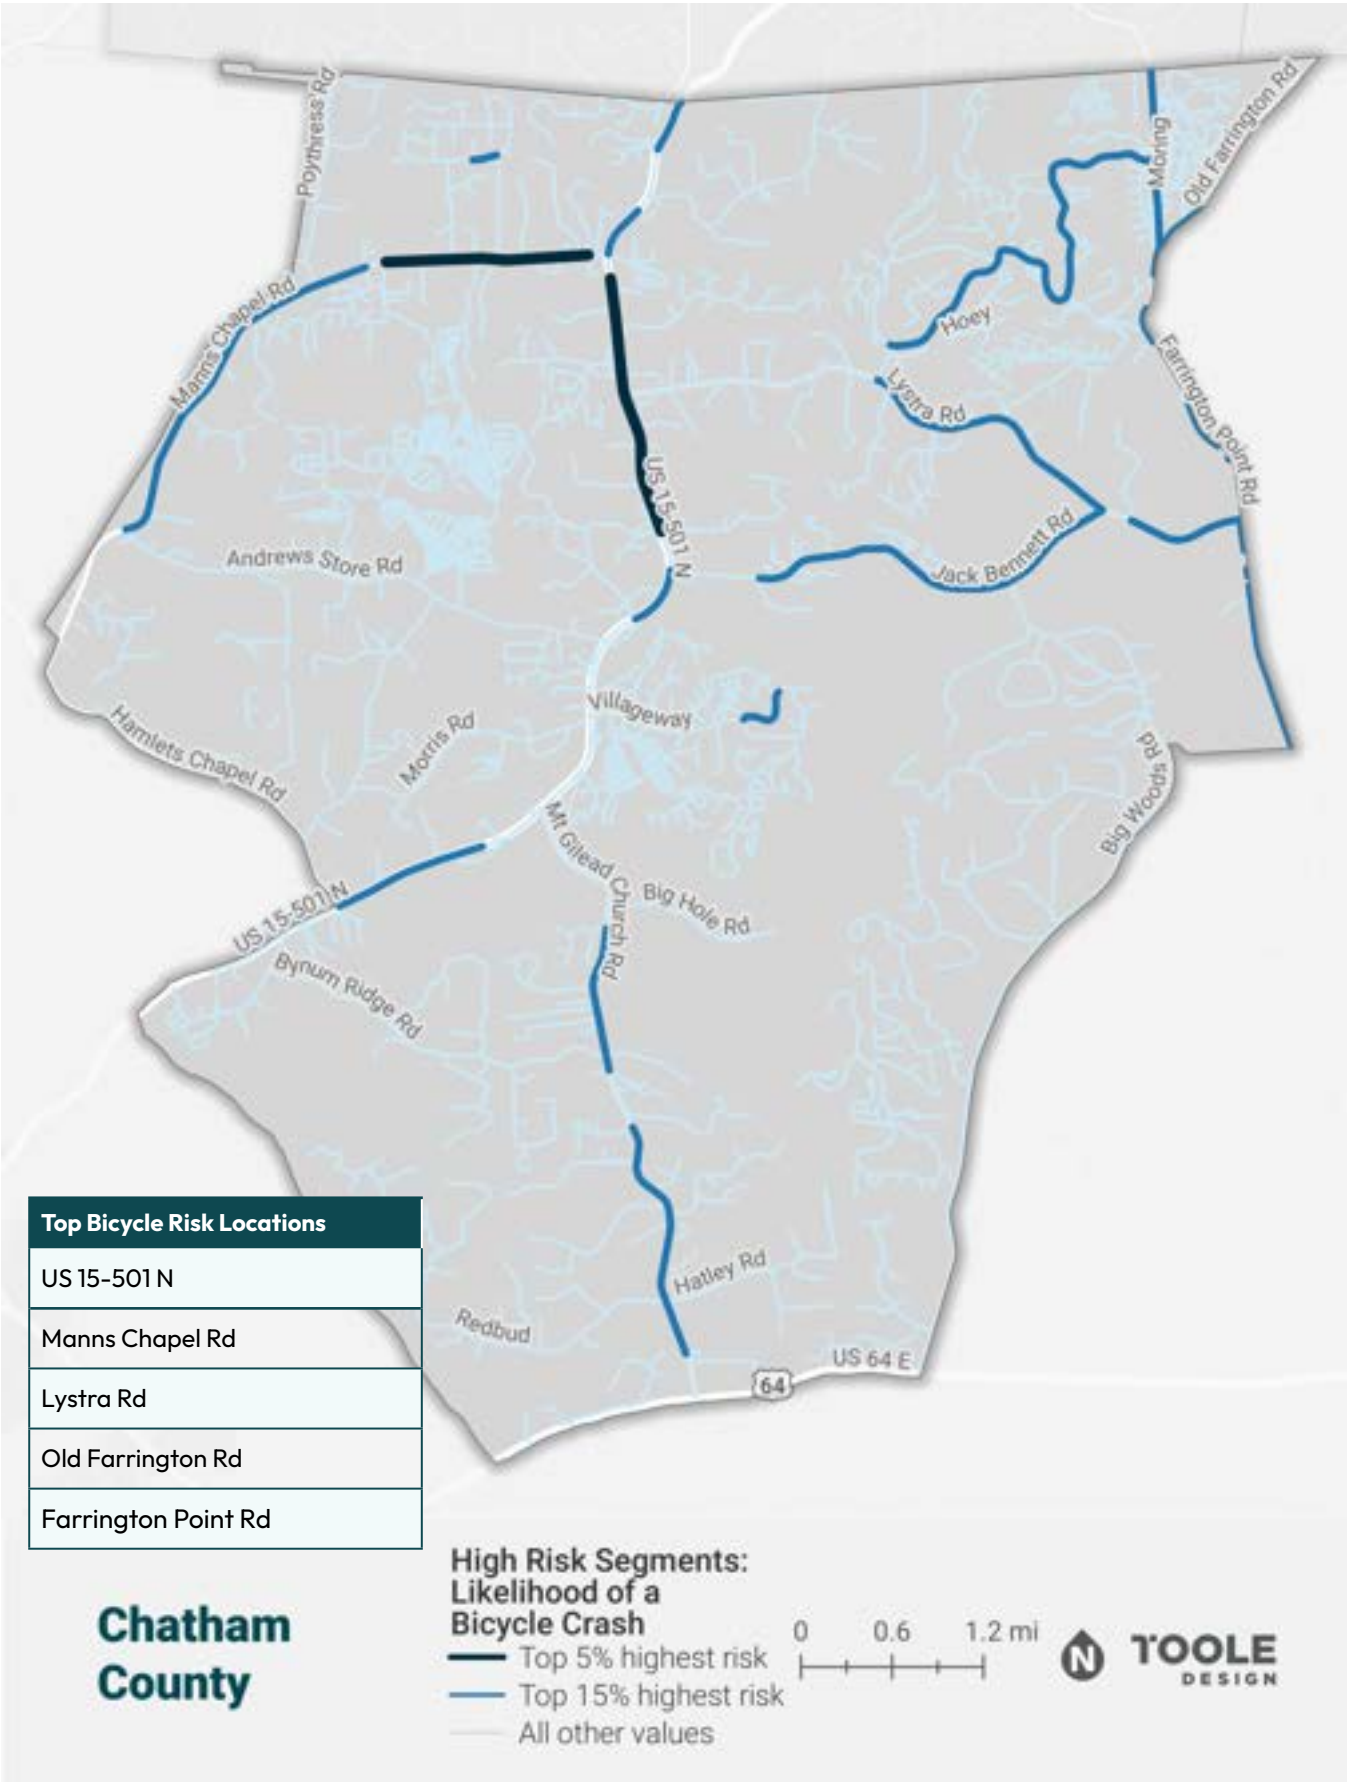 Poythress Rd
Moring
Old Farrington Rd
Manns Chapel Rd
Hoey
Lystra Rd
Farrington Point Rd
US 15-501 N
Andrews Store Rd
Jack Bennett Rd
Villageway
Hamlets Chapel Rd
Morris Rd
Big Woods Rd
Mt Gilead Church Rd
Big Hole Rd
US 15-501 N
Bynum Ridge Rd
Hatley Rd
Redbud
US 64 E
64
Top Bicycle Risk Locations
US 15-501 N
Manns Chapel Rd
Lystra Rd
Old Farrington Rd
Farrington Point Rd
Chatham
County
High Risk Segments:
Likelihood of a
Bicycle Crash
Top 5% highest risk
Top 15% highest risk
All other values
0 0.6 1.2 mi
N
TOOLE
DESIGN